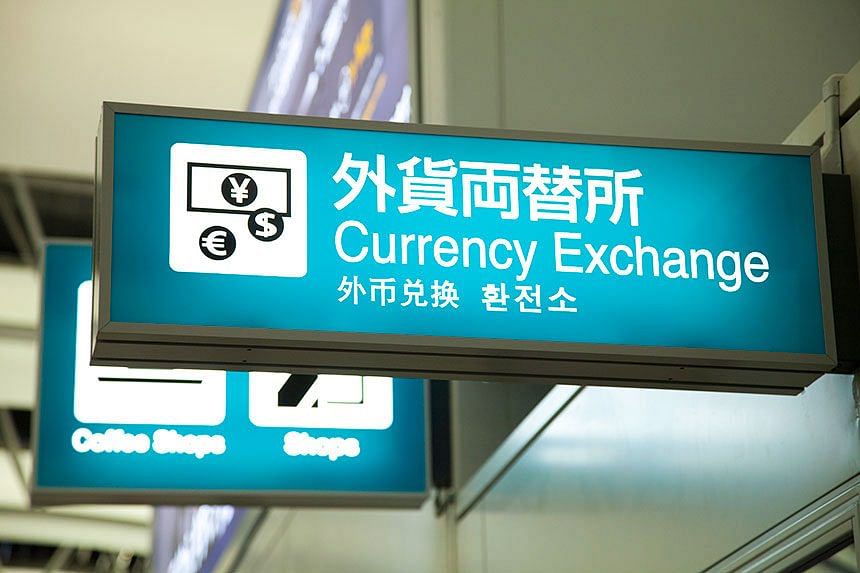 ¥
$
€
外貨両替所
Currency Exchange
外币兑换 환전소
Coffee Shops
Shops